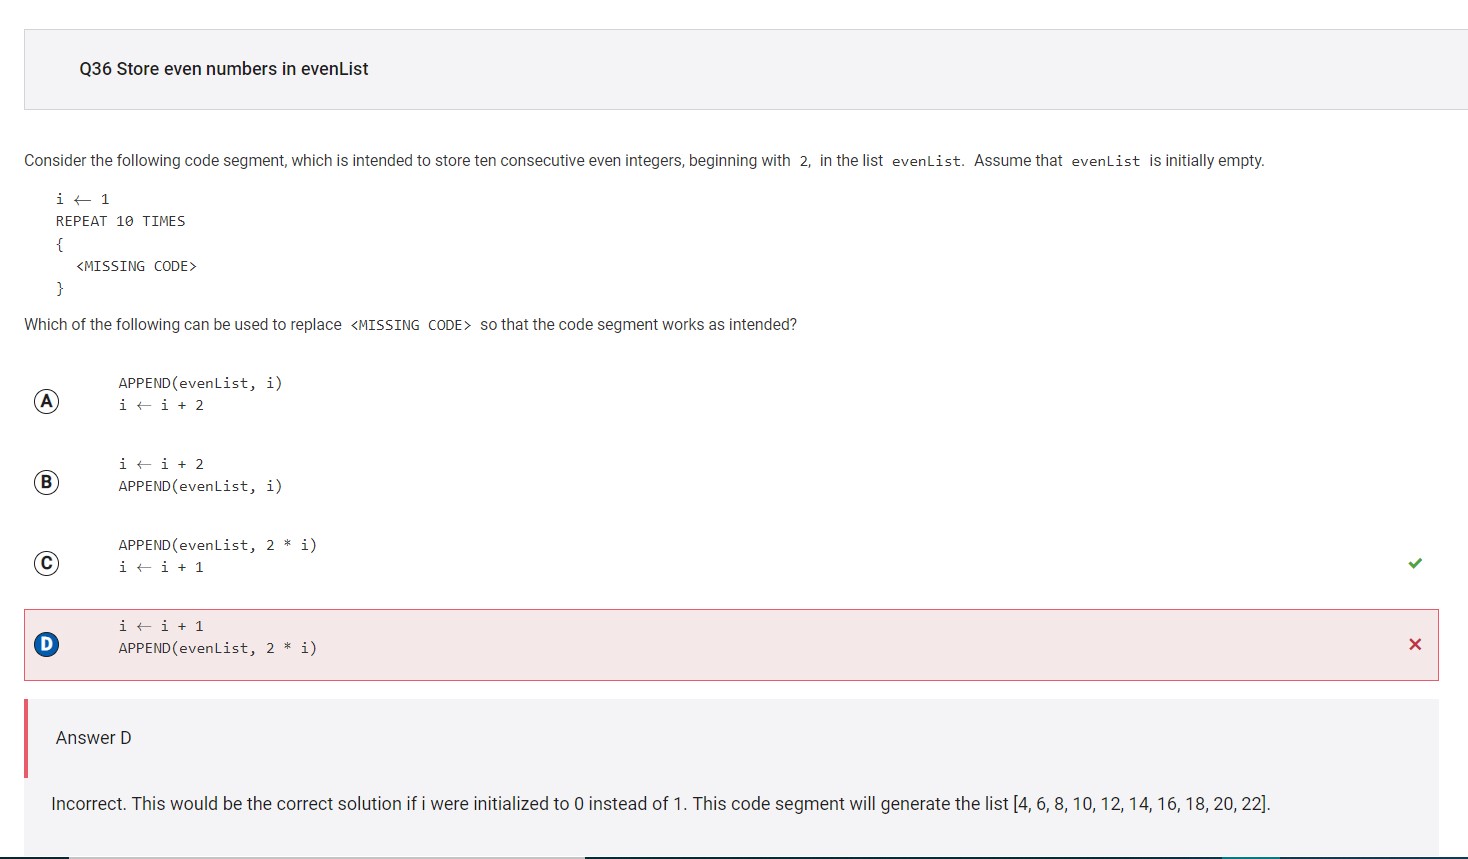 Q36 Store even numbers in evenList
Consider the following code segment, which is intended to store ten consecutive even integers, beginning with 2, in the list evenList. Assume that evenList is initially empty.
i ← 1
REPEAT 10 TIMES
{
<MISSING CODE>
}
Which of the following can be used to replace <MISSING CODE> so that the code segment works as intended?
A
APPEND(evenList, i)
i ← i + 2
B
i ← i + 2
APPEND(evenList, i)
C
APPEND(evenList, 2 * i)
i ← i + 1
D
i ← i + 1
APPEND(evenList, 2 * i)
Answer D
Incorrect. This would be the correct solution if i were initialized to 0 instead of 1. This code segment will generate the list [4, 6, 8, 10, 12, 14, 16, 18, 20, 22].